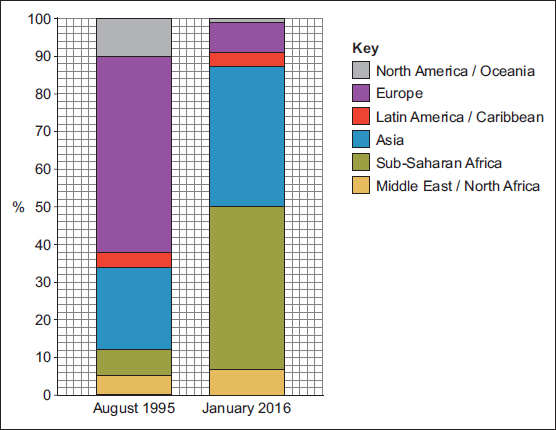 100
90
80
70
60
%
50
40
30
20
10
0
August 1995
January 2016
Key
North America / Oceania
Europe
Latin America / Caribbean
Asia
Sub-Saharan Africa
Middle East / North Africa